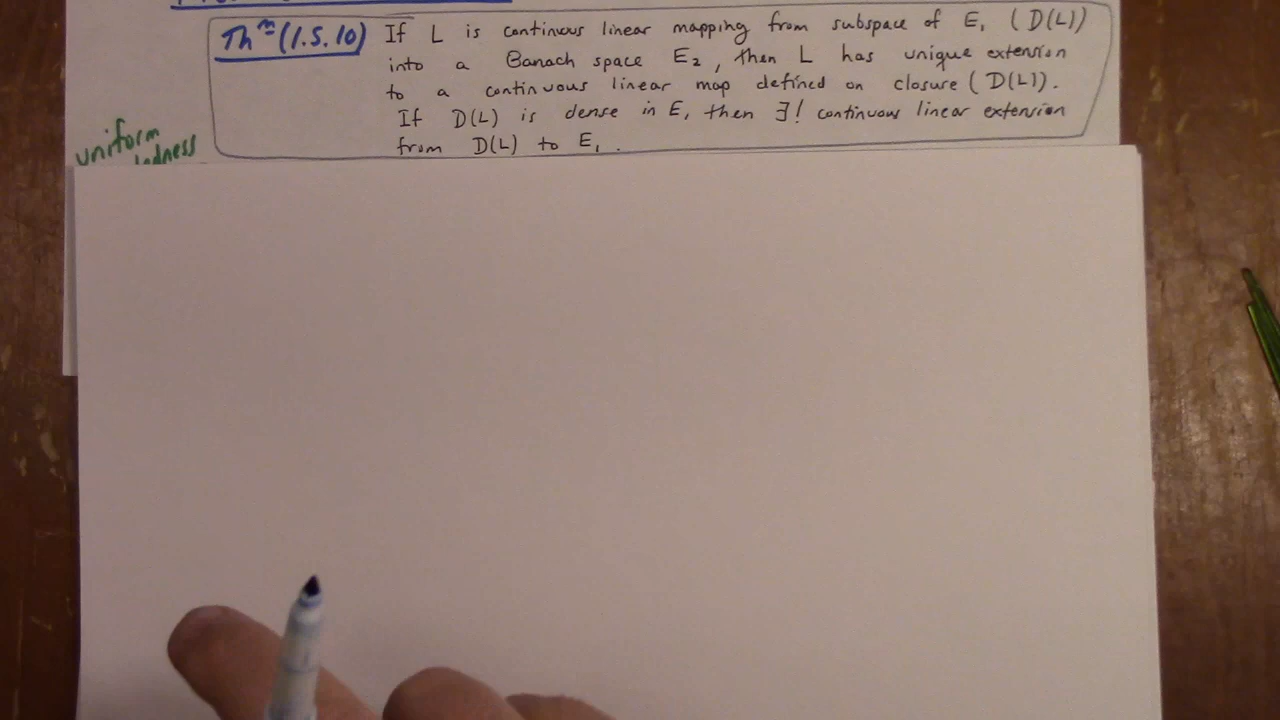 Thm (1.5.10) If L is continuous linear mapping from subspace of E₁ (D(L))
into a Banach space E₂, then L has unique extension
to a continuous linear map defined on closure (D(L)).
If D(L) is dense in E₁ then ∃! continuous linear extension
from D(L) to E₁.
uniform